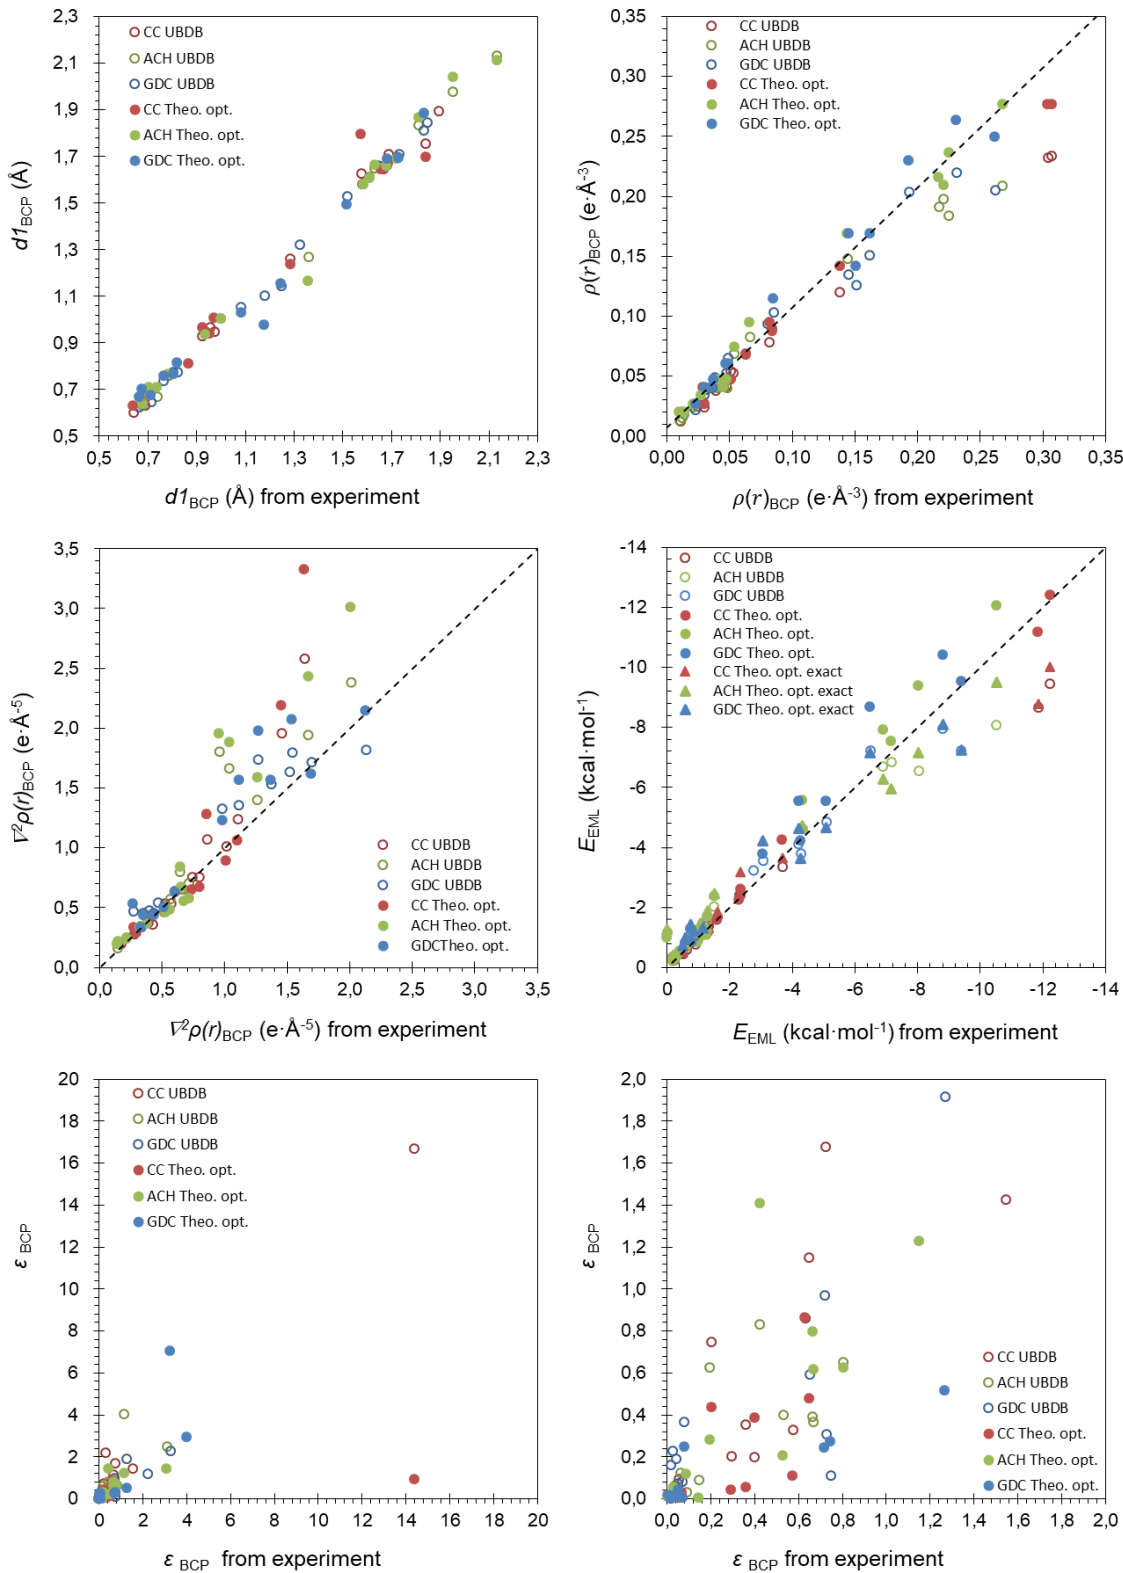 2,3
2,1
1,9
1,7
1,5
1,3
1,1
0,9
0,7
0,5
0,5 0,7 0,9 1,1 1,3 1,5 1,7 1,9 2,1 2,3
CC UBDB
ACH UBDB
GDC UBDB
CC Theo. opt.
ACH Theo. opt.
GDC Theo. opt.
d1BCP (Å)
d1BCP (Å) from experiment
0,35
0,30
0,25
0,20
0,15
0,10
0,05
0,00
0,00 0,05 0,10 0,15 0,20 0,25 0,30 0,35
CC UBDB
ACH UBDB
GDC UBDB
CC Theo. opt.
ACH Theo. opt.
GDC Theo. opt.
ρ(r)BCP (e·Å-3)
ρ(r)BCP (e·Å-3) from experiment
3,5
3,0
2,5
2,0
1,5
1,0
0,5
0,0
0,0 0,5 1,0 1,5 2,0 2,5 3,0 3,5
CC UBDB
ACH UBDB
GDC UBDB
CC Theo. opt.
ACH Theo. opt.
GDCTheo. opt.
∇2ρ(r)BCP (e·Å-5)
∇2ρ(r)BCP (e·Å-5) from experiment
-14
-12
-10
-8
-6
-4
-2
0
0 -2 -4 -6 -8 -10 -12 -14
CC UBDB
ACH UBDB
GDC UBDB
CC Theo. opt.
ACH Theo. opt.
GDC Theo. opt.
CC Theo. opt. exact
ACH Theo. opt. exact
GDC Theo. opt. exact
EEML (kcal·mol-1)
EEML (kcal·mol-1) from experiment
20
18
16
14
12
10
8
6
4
2
0
0 2 4 6 8 10 12 14 16 18 20
CC UBDB
ACH UBDB
GDC UBDB
CC Theo. opt.
ACH Theo. opt.
GDC Theo. opt.
ε BCP
ε BCP from experiment
2,0
1,8
1,6
1,4
1,2
1,0
0,8
0,6
0,4
0,2
0,0
0,0 0,2 0,4 0,6 0,8 1,0 1,2 1,4 1,6 1,8 2,0
CC UBDB
ACH UBDB
GDC UBDB
CC Theo. opt.
ACH Theo. opt.
GDC Theo. opt.
ε BCP
ε BCP from experiment